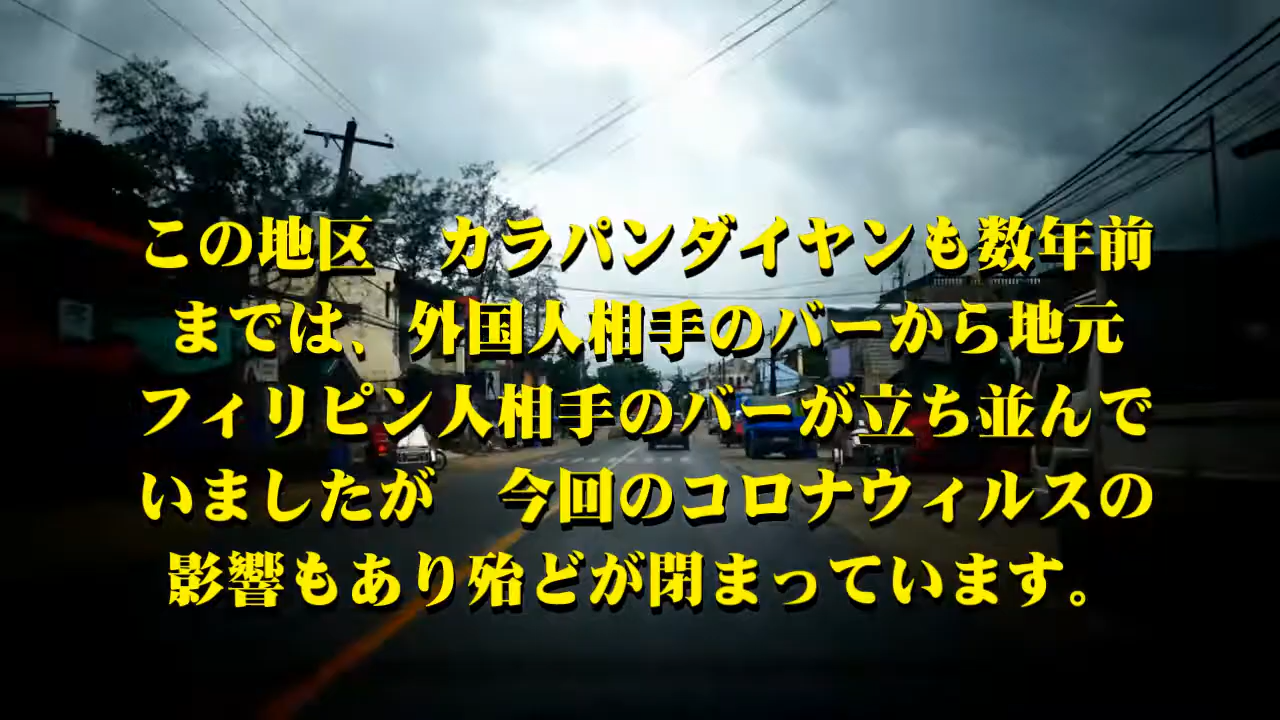 この地区　カラパンダイヤンも数年前
までは、外国人相手のバーから地元
フィリピン人相手のバーが立ち並んで
いましたが　今回のコロナウィルスの
影響もあり殆どが閉まっています。